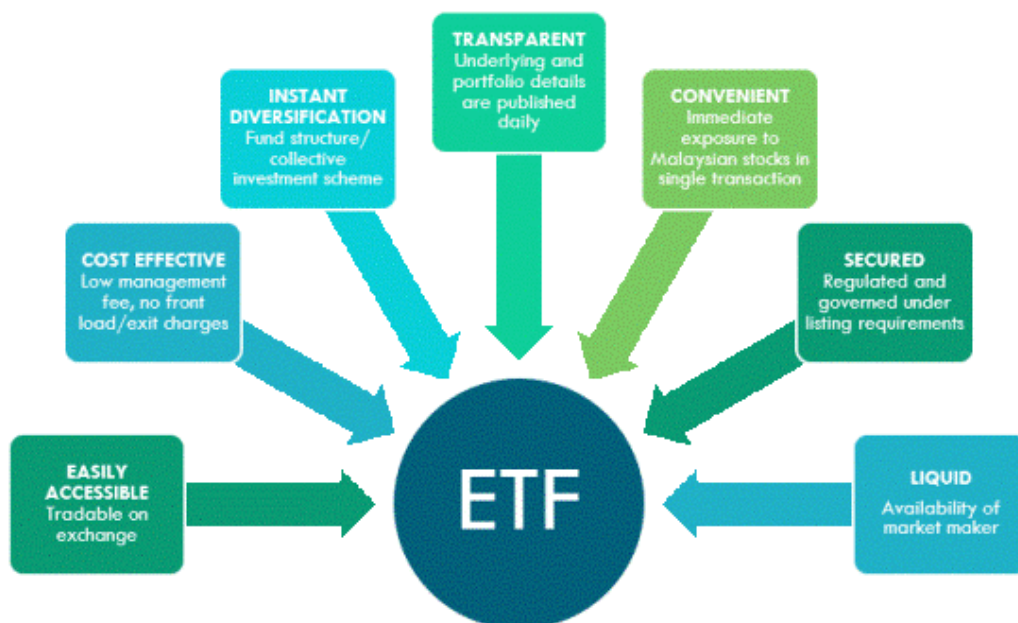 EASILY
ACCESSIBLE
Tradable on
exchange
COST EFFECTIVE
Low management
fee, no front
load/exit charges
INSTANT
DIVERSIFICATION
Fund structure/
collective
investment scheme
TRANSPARENT
Underlying and
portfolio details
are published
daily
CONVENIENT
Immediate
exposure to
Malaysian stocks in
single transaction
SECURED
Regulated and
governed under
listing requirements
LIQUID
Availability of
market maker
ETF